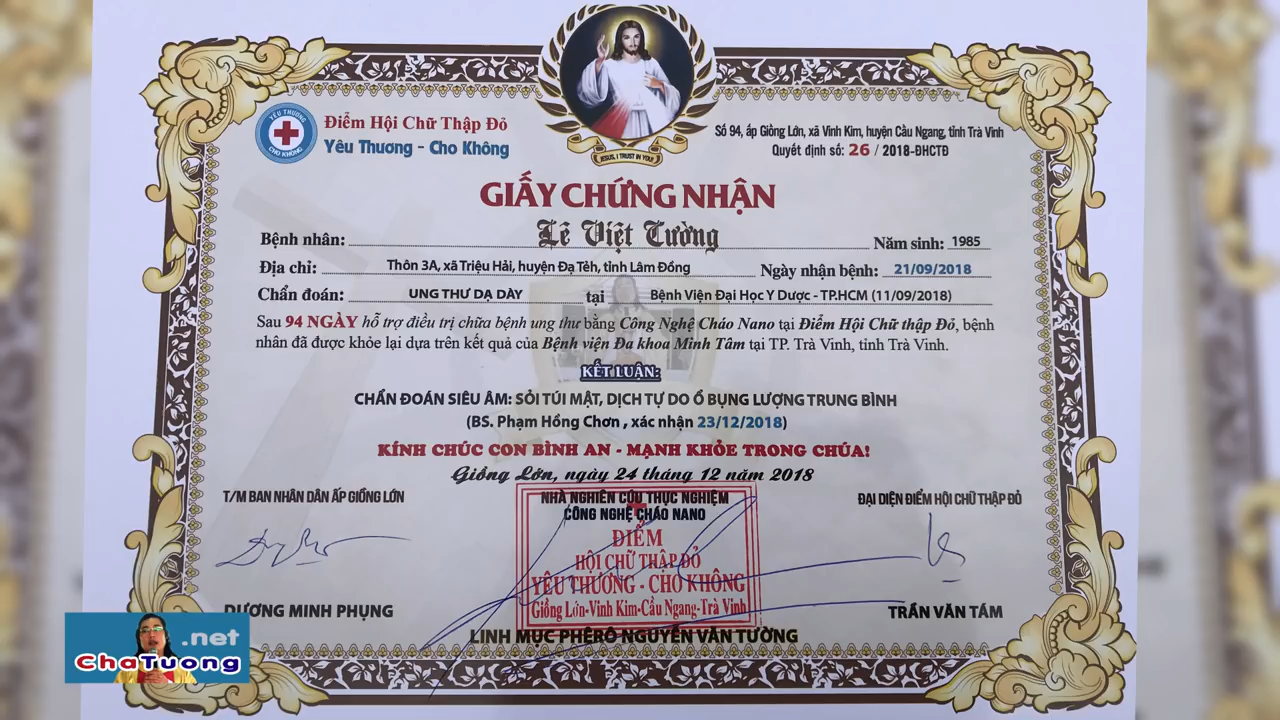 JESUS, I TRUST IN YOU!
YÊU THƯƠNG
CHO KHÔNG
Điểm Hội Chữ Thập Đỏ
Yêu Thương - Cho Không
Số 94, ấp Giồng Lớn, xã Vinh Kim, huyện Cầu Ngang, tỉnh Trà Vinh
Quyết định số: 26 / 2018-ĐHCTĐ
GIẤY CHỨNG NHẬN
Bệnh nhân: Lê Việt Tường Năm sinh: 1985
Địa chỉ: Thôn 3A, xã Triệu Hải, huyện Đạ Tẻh, tỉnh Lâm Đồng Ngày nhận bệnh: 21/09/2018
Chẩn đoán: UNG THƯ DẠ DÀY tại Bệnh Viện Đại Học Y Dược - TP.HCM (11/09/2018)
Sau 94 NGÀY hỗ trợ điều trị chữa bệnh ung thư bằng Công Nghệ Cháo Nano tại Điểm Hội Chữ thập Đỏ, bệnh
nhân đã được khỏe lại dựa trên kết quả của Bệnh viện Đa khoa Minh Tâm tại TP. Trà Vinh, tỉnh Trà Vinh.
KẾT LUẬN:
CHẨN ĐOÁN SIÊU ÂM: SỎI TÚI MẬT, DỊCH TỰ DO Ổ BỤNG LƯỢNG TRUNG BÌNH
(BS. Phạm Hồng Chơn , xác nhận 23/12/2018)
KÍNH CHÚC CON BÌNH AN - MẠNH KHỎE TRONG CHÚA!
Giồng Lớn, ngày 24 tháng 12 năm 2018
T/M BAN NHÂN DÂN ẤP GIỒNG LỚN
NHÀ NGHIÊN CỨU THỰC NGHIỆM
CÔNG NGHỆ CHÁO NANO
ĐẠI DIỆN ĐIỂM HỘI CHỮ THẬP ĐỎ
ĐIỂM
HỘI CHỮ THẬP ĐỎ
YÊU THƯƠNG - CHO KHÔNG
Giồng Lớn-Vinh Kim-Cầu Ngang-Trà Vinh
DƯƠNG MINH PHỤNG
LINH MỤC PHÊRÔ NGUYỄN VĂN TƯỜNG
TRẦN VĂN TÁM
.net
ChaTuong